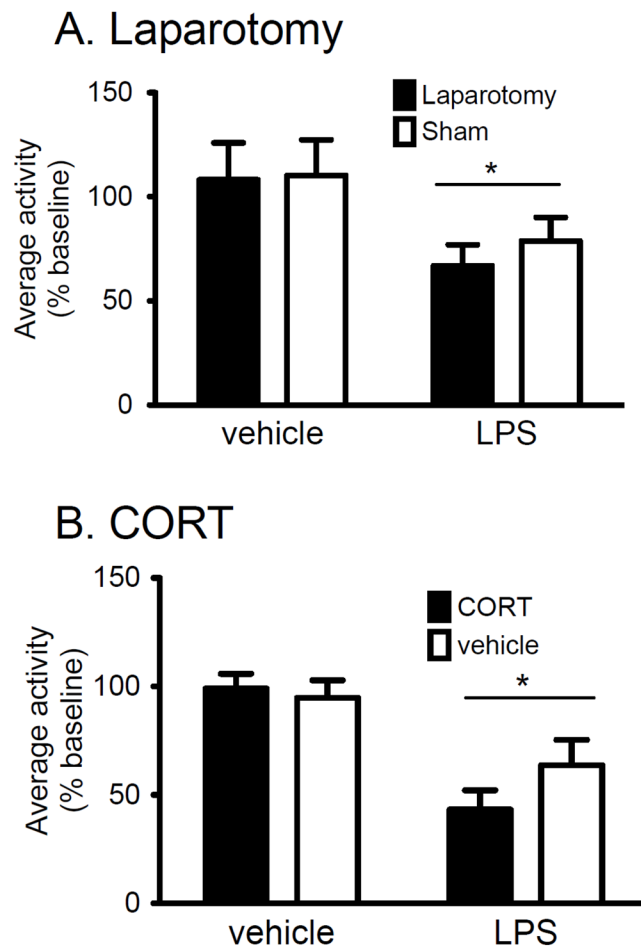 A. Laparotomy
150
100
50
0
Average activity
(% baseline)
Laparotomy
Sham
*
vehicle
LPS
B. CORT
150
100
50
0
Average activity
(% baseline)
CORT
vehicle
*
vehicle
LPS